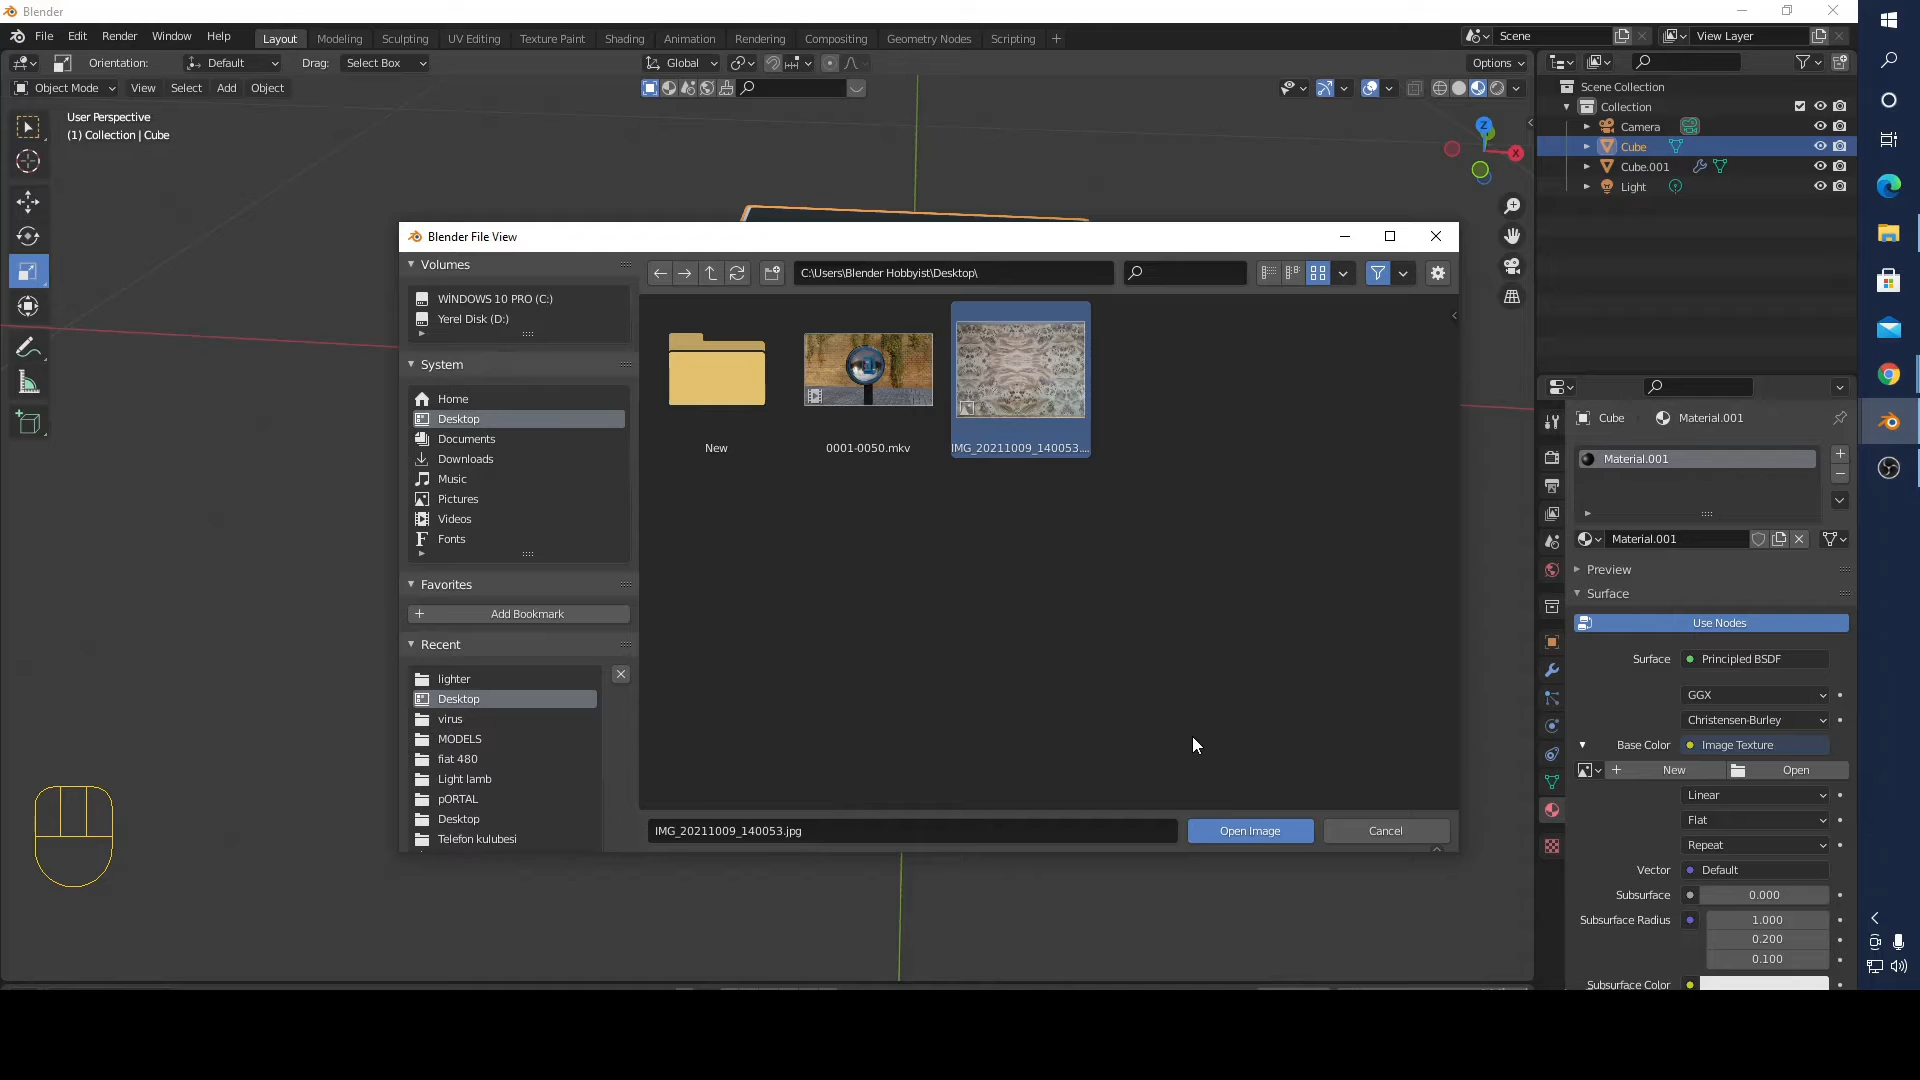 Blender
File Edit Render Window Help
Layout Modeling Sculpting UV Editing Texture Paint Shading Animation Rendering Compositing Geometry Nodes Scripting
Scene
View Layer
Orientation: Default Drag: Select Box
Global
Options
Object Mode View Select Add Object
User Perspective
(1) Collection | Cube
Z
X
Scene Collection
Collection
Camera
Cube
Cube.001
Light
Blender File View
Volumes
WİNDOWS 10 PRO (C:)
Yerel Disk (D:)
System
Home
Desktop
Documents
Downloads
Music
Pictures
Videos
Fonts
Favorites
Add Bookmark
Recent
lighter
Desktop
virus
MODELS
fiat 480
Light lamb
pORTAL
Desktop
Telefon kulubesi
C:\Users\Blender Hobbyist\Desktop\
New
0001-0050.mkv
IMG_20211009_140053....
IMG_20211009_140053.jpg
Open Image
Cancel
Cube Material.001
Material.001
Material.001
Preview
Surface
Use Nodes
Surface Principled BSDF
GGX
Christensen-Burley
Base Color Image Texture
New Open
Linear
Flat
Repeat
Vector Default
Subsurface 0.000
Subsurface Radius 1.000
0.200
0.100
Subsurface Color